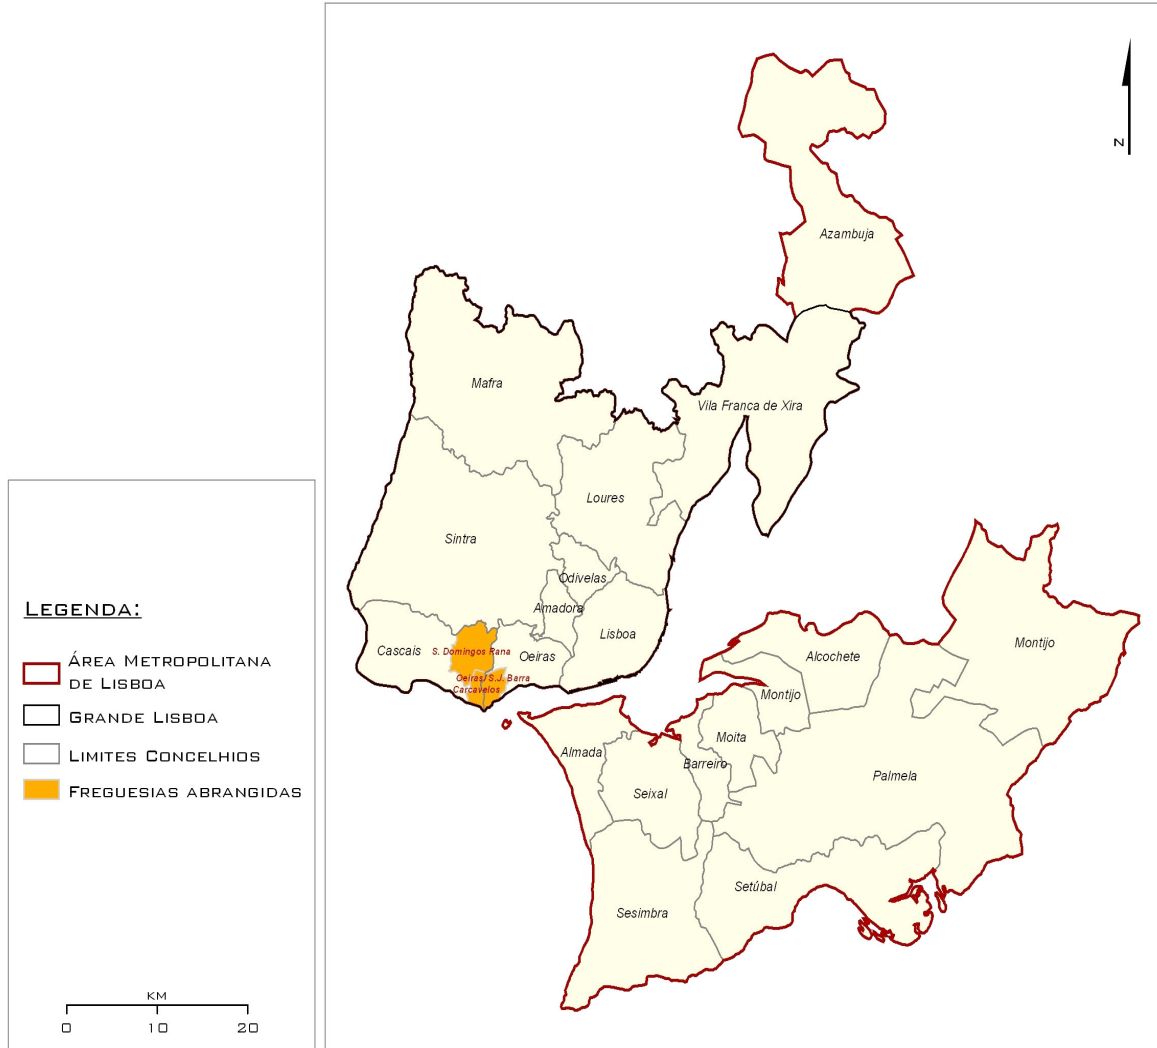 N
Azambuja
Mafra
Vila Franca de Xira
Loures
Sintra
Odivelas
Amadora
Lisboa
Cascais
S. Domingos Rana
Oeiras
Oeiras/S.J. Barra
Carcavelos
Alcochete
Montijo
Montijo
Moita
Almada
Barreiro
Seixal
Palmela
Setúbal
Sesimbra
LEGENDA:
ÁREA METROPOLITANA
DE LISBOA
GRANDE LISBOA
LIMITES CONCELHIOS
FREGUESIAS ABRANGIDAS
KM
0 10 20